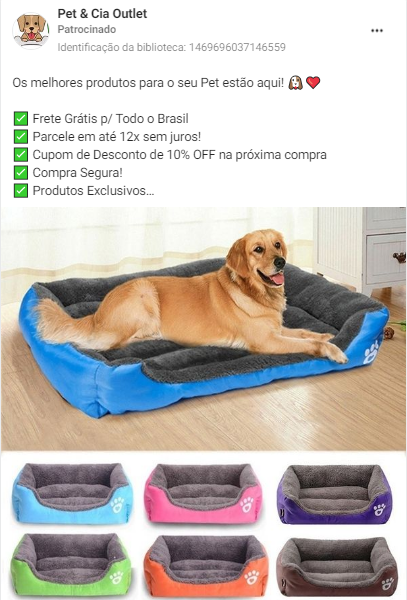 Pet & Cia Outlet
Patrocinado
Identificação da biblioteca: 1469696037146559
Os melhores produtos para o seu Pet estão aqui! 🐶❤️
✅ Frete Grátis p/ Todo o Brasil
✅ Parcele em até 12x sem juros!
✅ Cupom de Desconto de 10% OFF na próxima compra
✅ Compra Segura!
✅ Produtos Exclusivos...